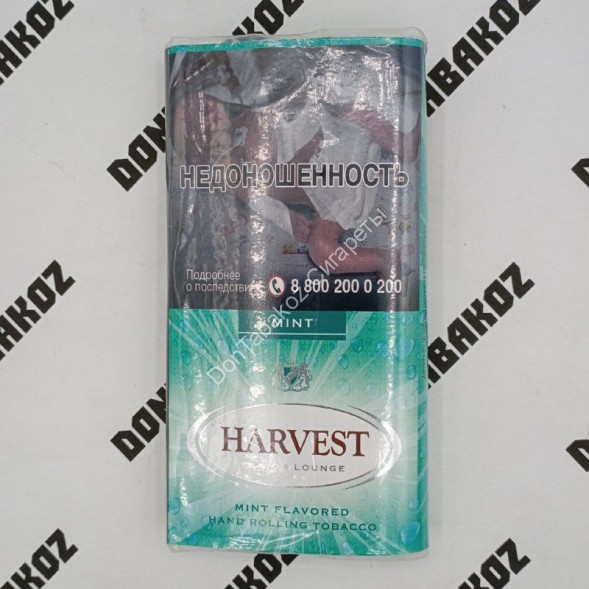 DONTABAKOZ
НЕДОНОШЕННОСТЬ
Подробнее
о последствиях
8 800 200 0 200
DonTabakoz Сигареты
MINT
HARVEST
LOUNGE
MINT FLAVORED
HAND ROLLING TOBACCO